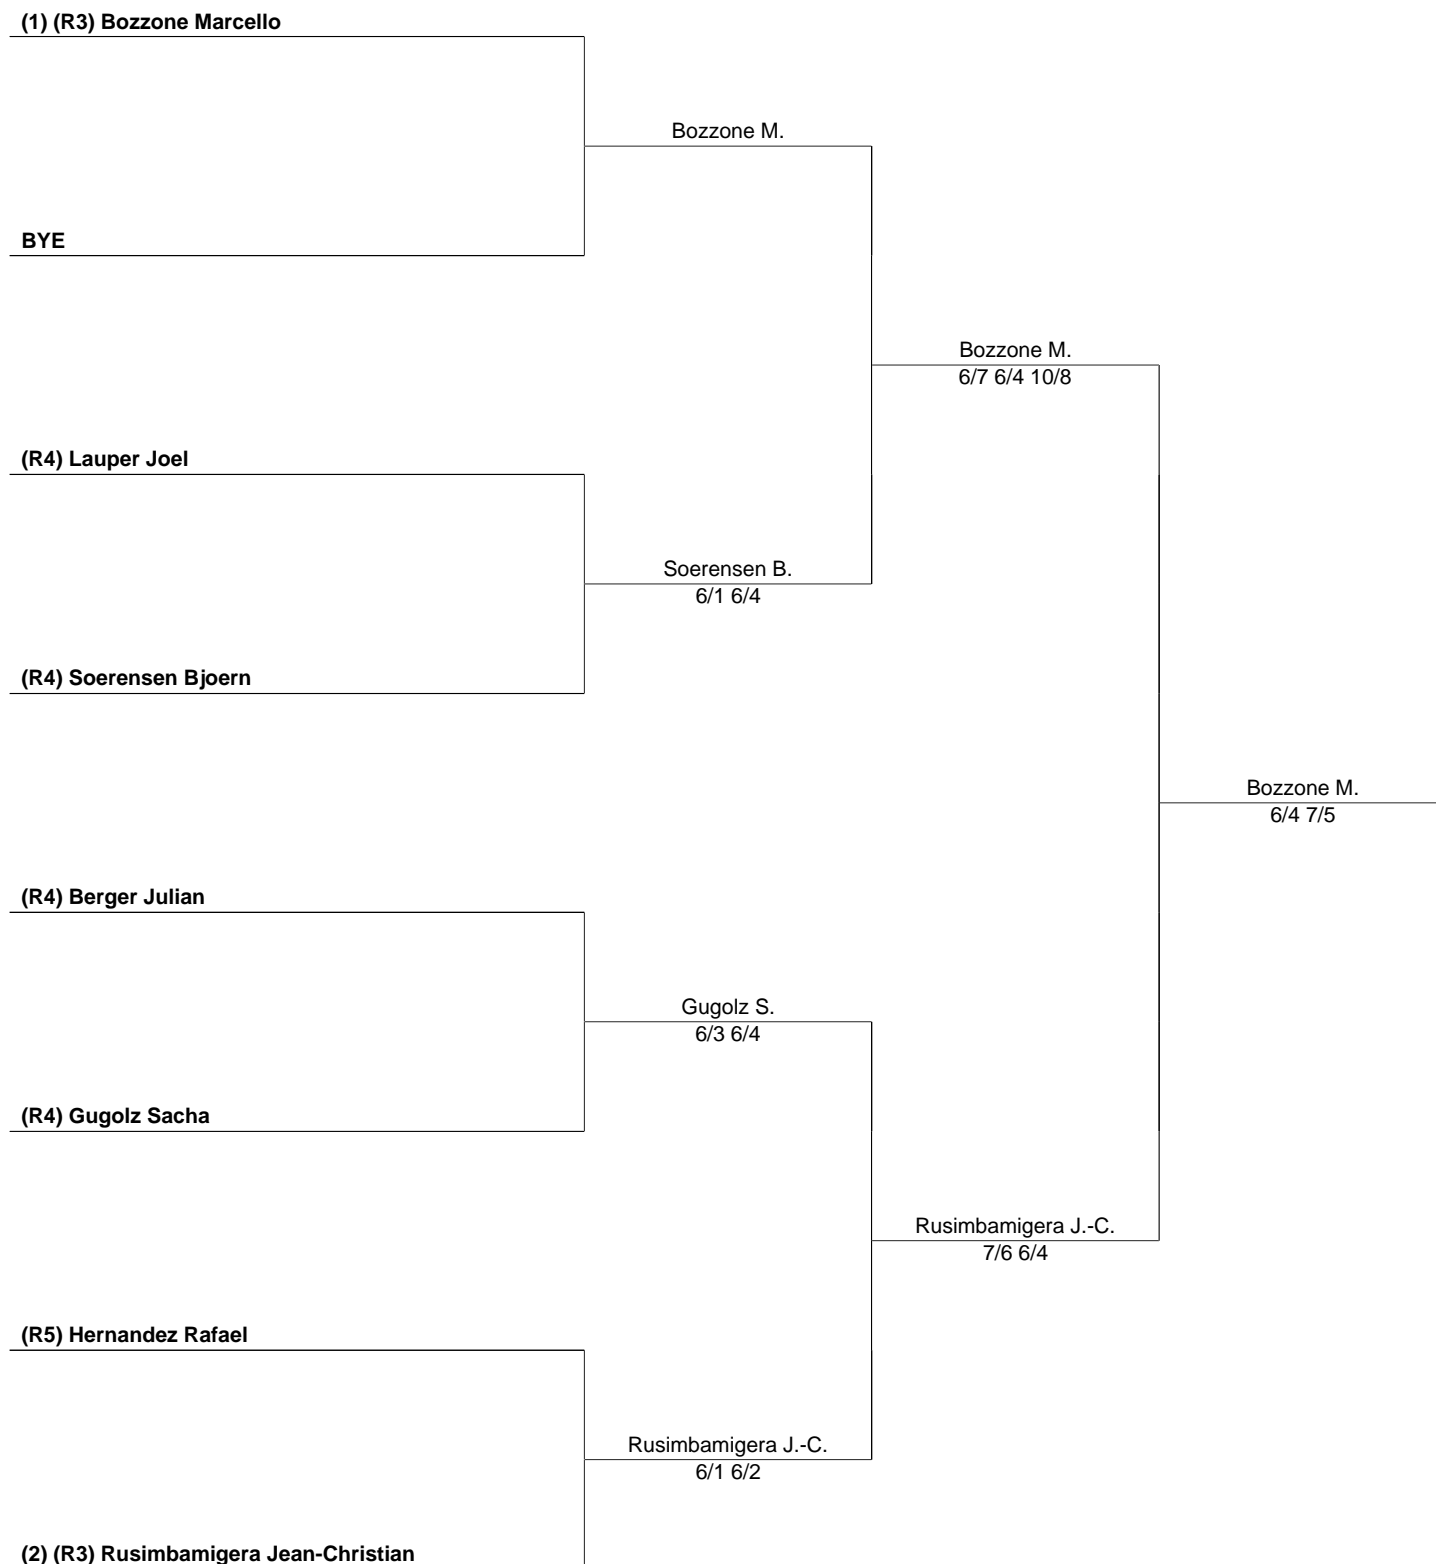 (1) (R3) Bozzone Marcello
Bozzone M.
BYE
Bozzone M.
6/7 6/4 10/8
(R4) Lauper Joel
Soerensen B.
6/1 6/4
(R4) Soerensen Bjoern
Bozzone M.
6/4 7/5
(R4) Berger Julian
Gugolz S.
6/3 6/4
(R4) Gugolz Sacha
Rusimbamigera J.-C.
7/6 6/4
(R5) Hernandez Rafael
Rusimbamigera J.-C.
6/1 6/2
(2) (R3) Rusimbamigera Jean-Christian